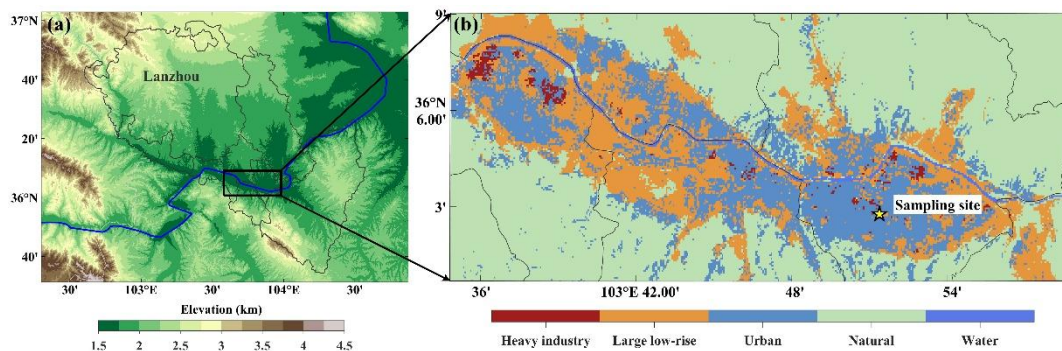 (a)
37°N
Lanzhou
40'
20'
36°N
40'
30'
103°E
30'
104°E
30'
Elevation (km)
1.5
2
2.5
3
3.5
4
4.5
(b)
9'
36°N
6.00'
3'
Sampling site
36'
103°E 42.00'
48'
54'
Heavy industry
Large low-rise
Urban
Natural
Water